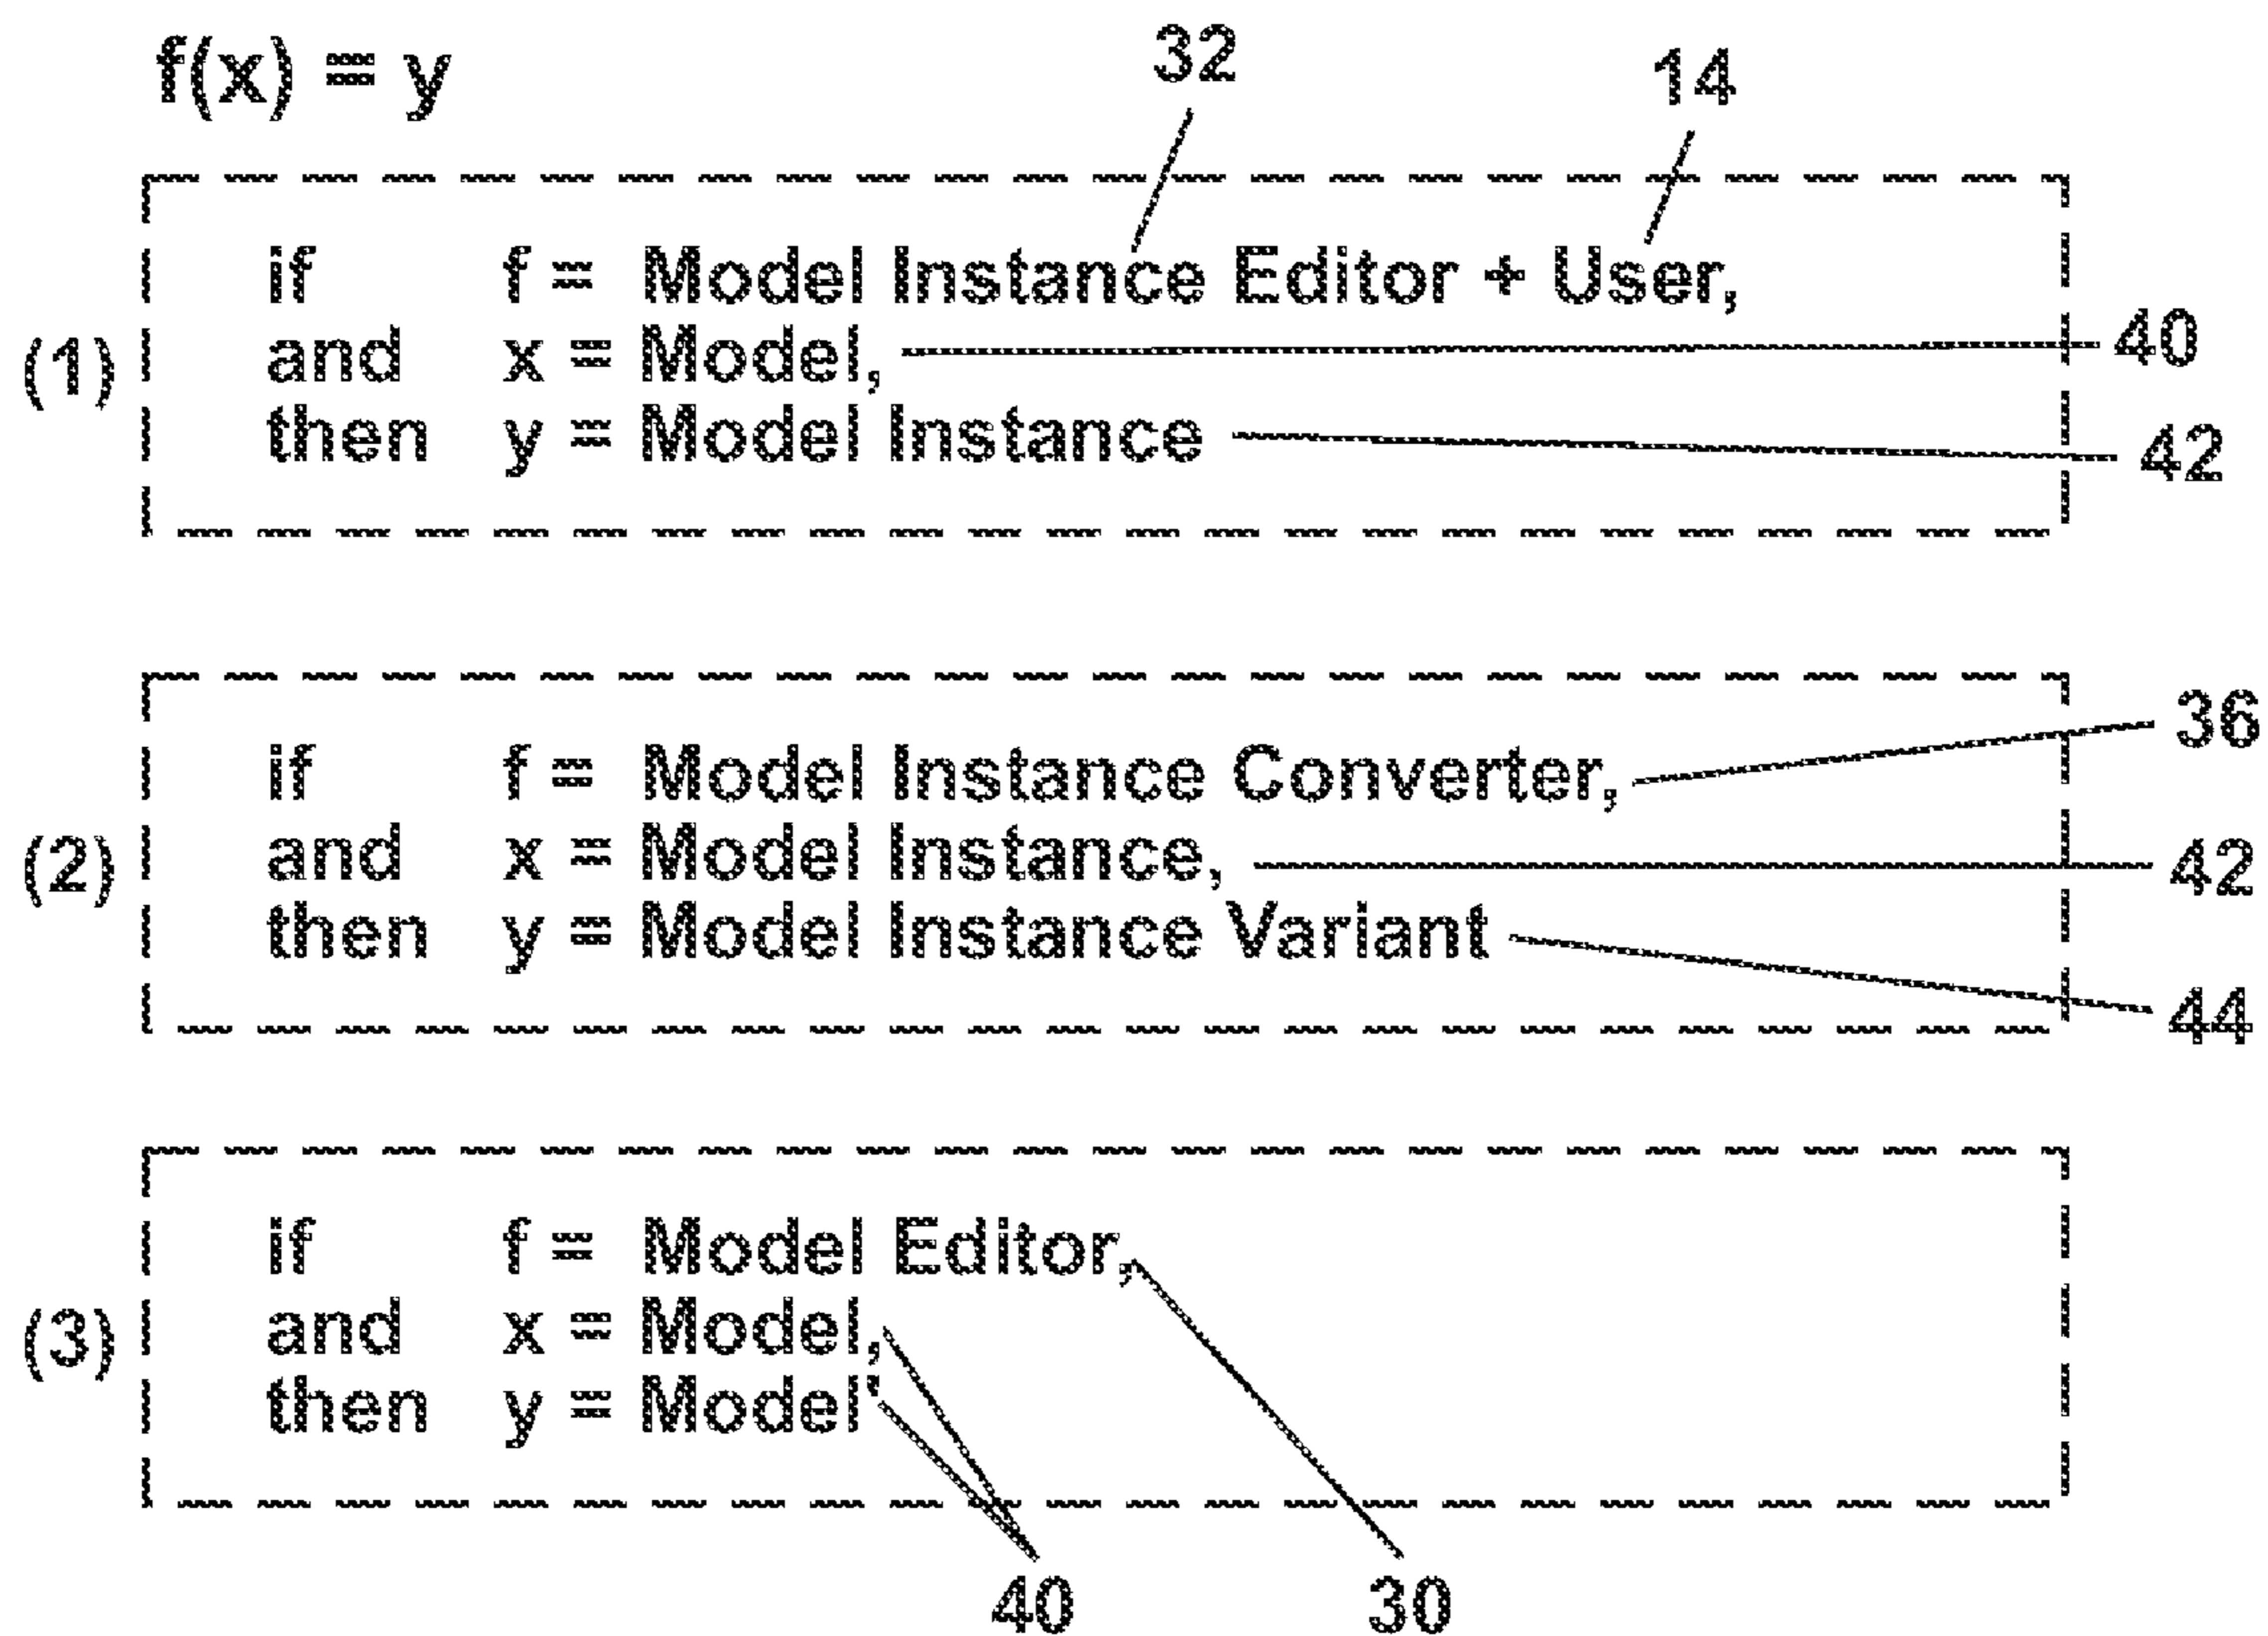 f(x) = y
32
14
(1)
if f = Model Instance Editor + User,
and x = Model,
40
then y = Model Instance
42
(2)
if f = Model Instance Converter,
36
and x = Model Instance,
42
then y = Model Instance Variant
44
(3)
if f = Model Editor,
and x = Model,
then y = Model'
40
30